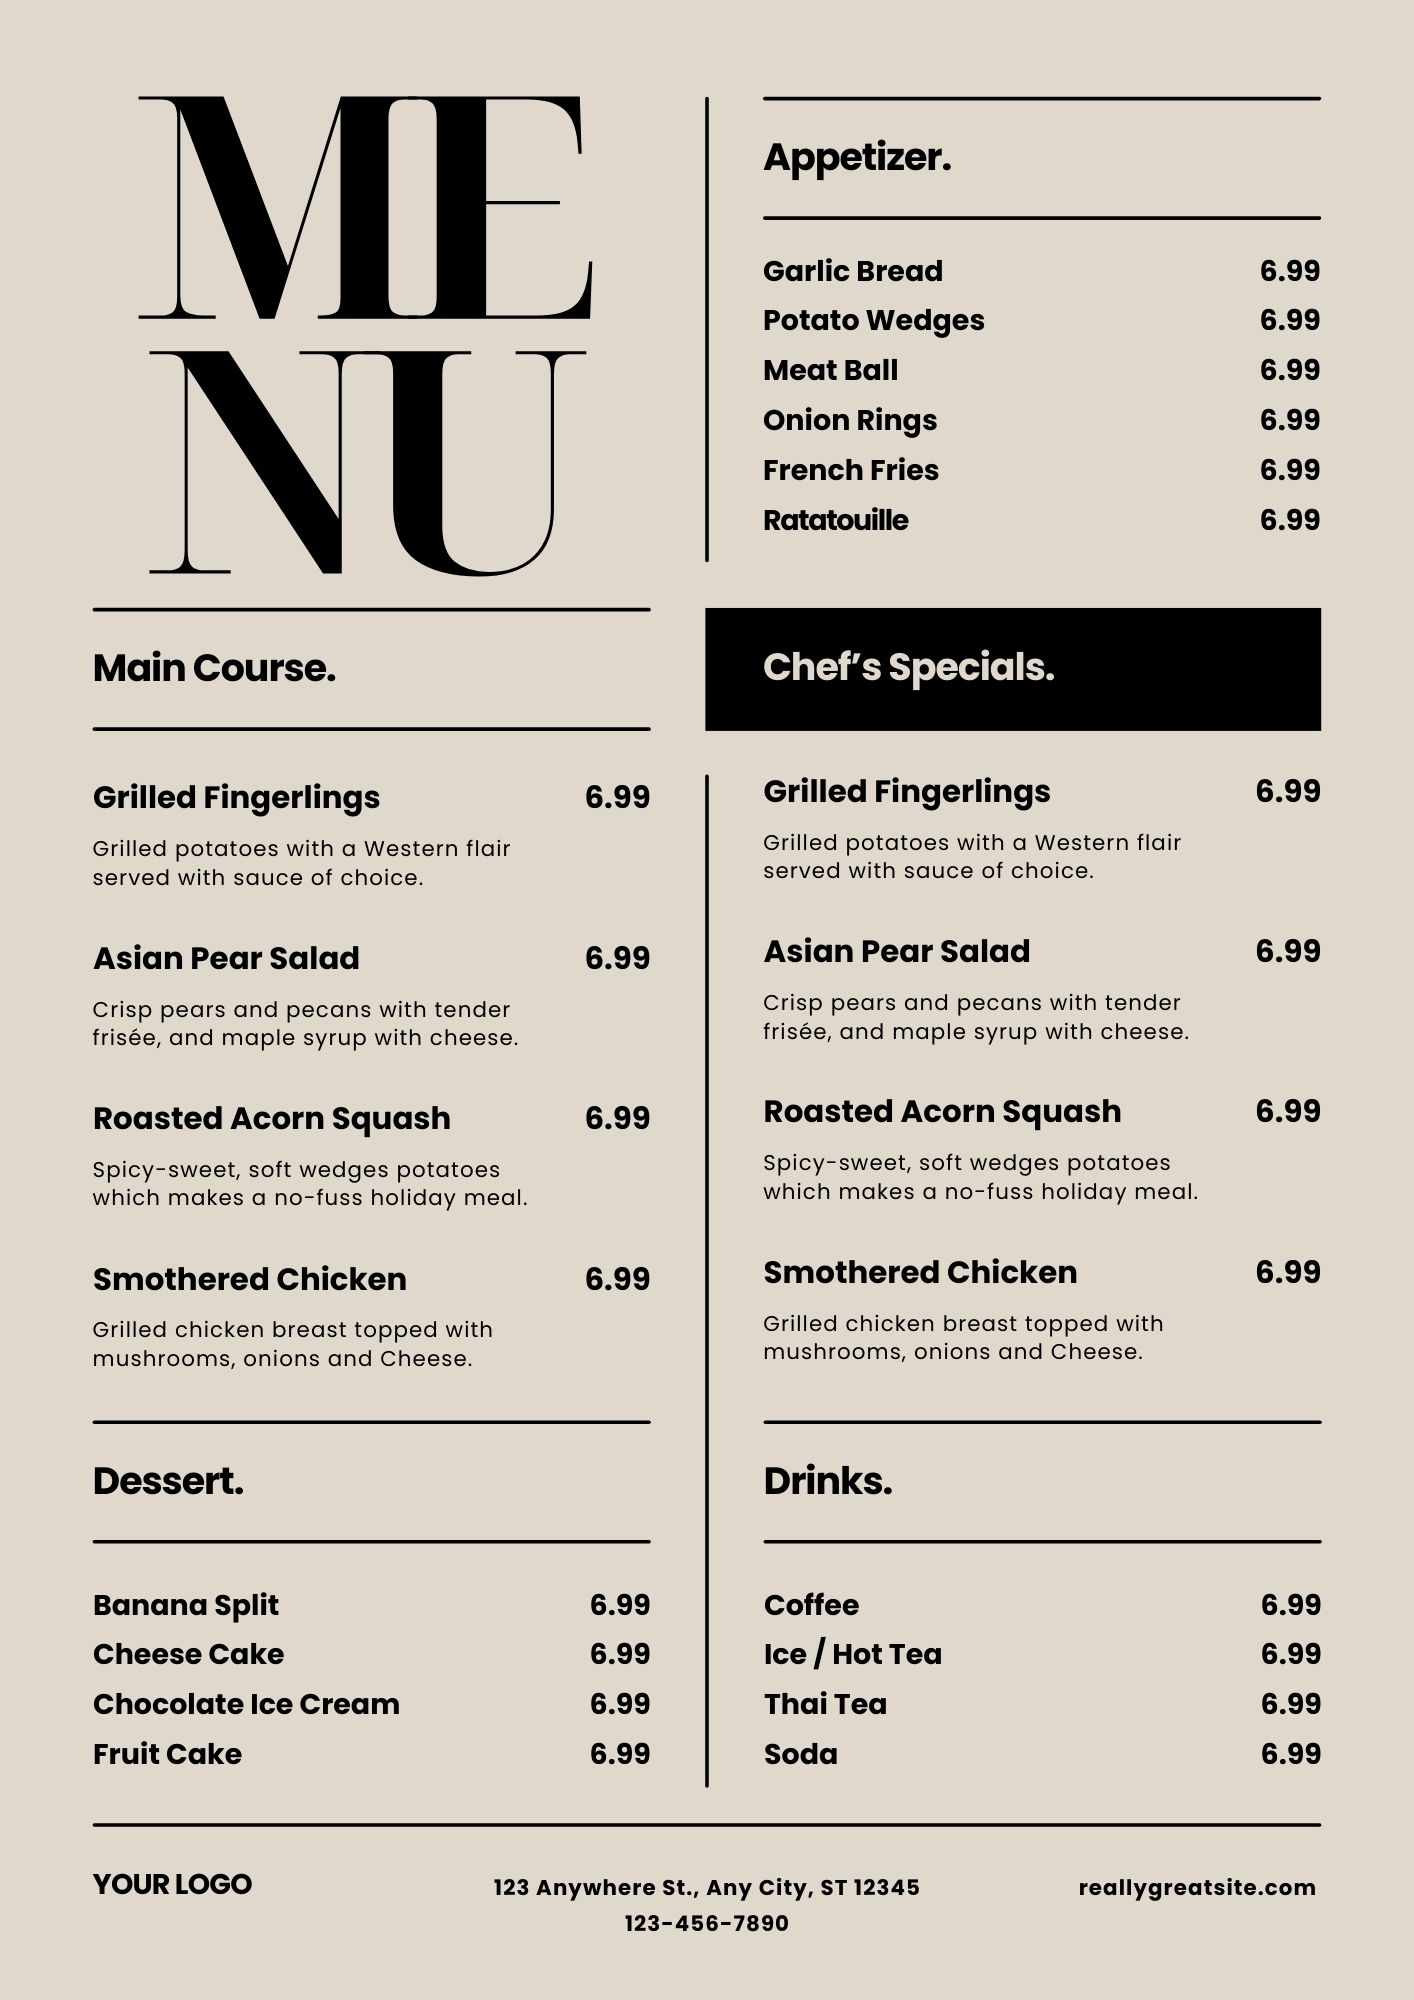 MENU
Appetizer.
Garlic Bread 6.99
Potato Wedges 6.99
Meat Ball 6.99
Onion Rings 6.99
French Fries 6.99
Ratatouille 6.99
Main Course.
Grilled Fingerlings 6.99
Grilled potatoes with a Western flair
served with sauce of choice.
Asian Pear Salad 6.99
Crisp pears and pecans with tender
frisée, and maple syrup with cheese.
Roasted Acorn Squash 6.99
Spicy-sweet, soft wedges potatoes
which makes a no-fuss holiday meal.
Smothered Chicken 6.99
Grilled chicken breast topped with
mushrooms, onions and Cheese.
Chef’s Specials.
Grilled Fingerlings 6.99
Grilled potatoes with a Western flair
served with sauce of choice.
Asian Pear Salad 6.99
Crisp pears and pecans with tender
frisée, and maple syrup with cheese.
Roasted Acorn Squash 6.99
Spicy-sweet, soft wedges potatoes
which makes a no-fuss holiday meal.
Smothered Chicken 6.99
Grilled chicken breast topped with
mushrooms, onions and Cheese.
Dessert.
Banana Split 6.99
Cheese Cake 6.99
Chocolate Ice Cream 6.99
Fruit Cake 6.99
Drinks.
Coffee 6.99
Ice / Hot Tea 6.99
Thai Tea 6.99
Soda 6.99
YOUR LOGO
123 Anywhere St., Any City, ST 12345
123-456-7890
reallygreatsite.com